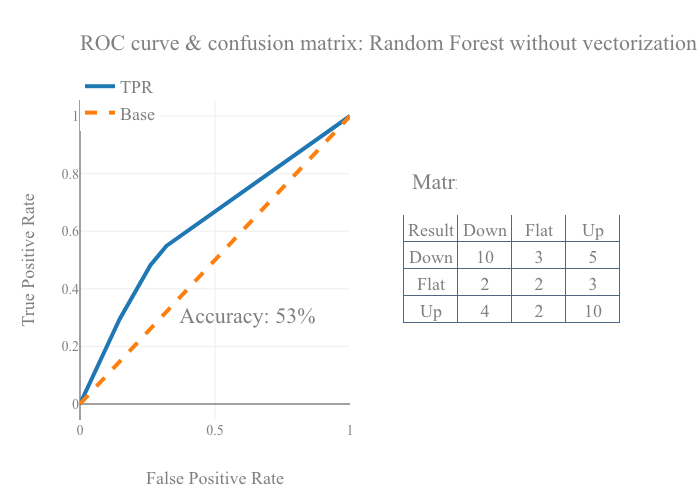 ROC curve & confusion matrix: Random Forest without vectorization
TPR
Base
1
0.8
0.6
0.4
0.2
0
0
0.5
1
True Positive Rate
False Positive Rate
Accuracy: 53%
Matr
Result Down Flat Up
Down 10 3 5
Flat 2 2 3
Up 4 2 10